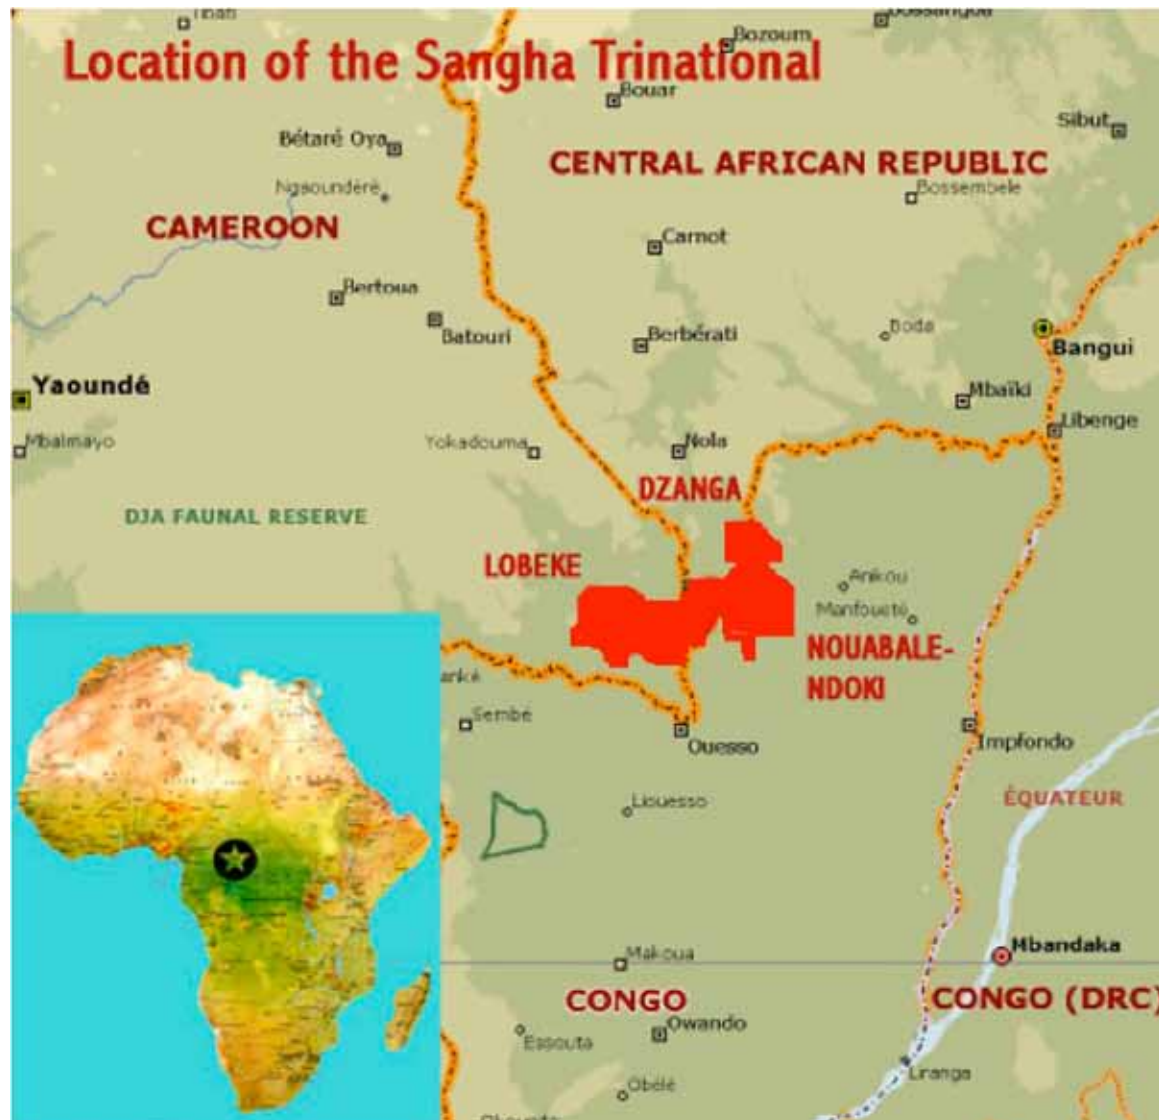 Location of the Sangha Trinational
Bozoum
Bouar
Sibut
Bétaré Oya
CENTRAL AFRICAN REPUBLIC
Ngaoundéré
Bossembele
CAMEROON
Carnot
Bertoua
Batouri
Berbérati
Boda
Bangui
Yaoundé
Mbaïki
Libenge
Mbalmayo
Yokadouma
Nola
DZANGA
DJA FAUNAL RESERVE
LOBEKE
Anikou
Manfoueté
NOUABALE-
NDOKI
Sembé
Ouesso
Impfondo
Liouesso
ÉQUATEUR
Mbandaka
Makoua
CONGO
CONGO (DRC)
Owando
Essouta
Liranga
Obélé